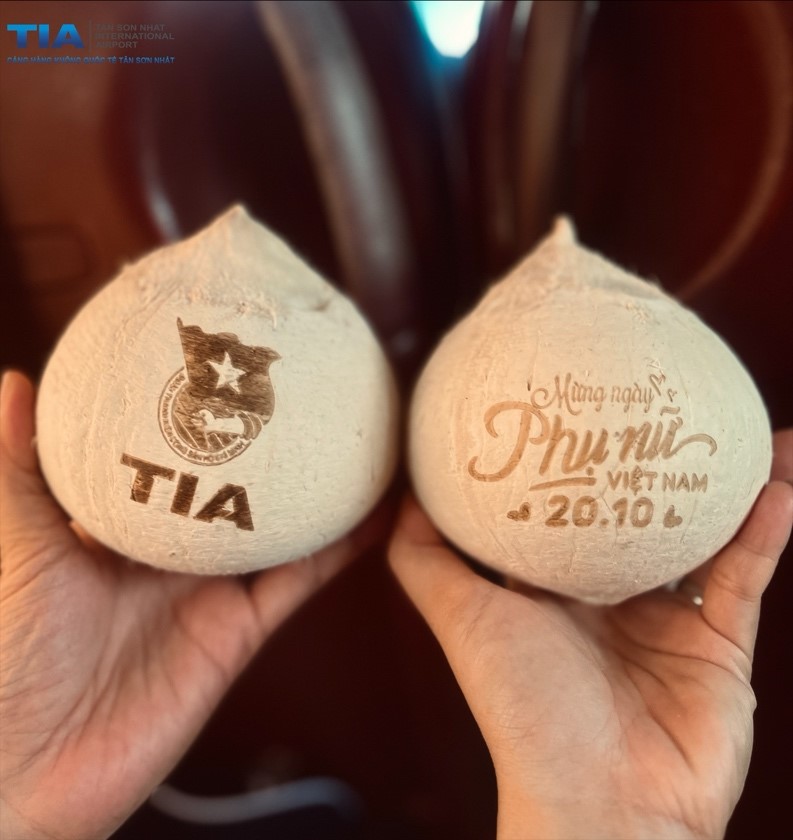 TIA
TÂN SƠN NHẤT
INTERNATIONAL
AIRPORT
CẢNG HÀNG KHÔNG QUỐC TẾ TÂN SƠN NHẤT
TIA
Mừng ngày
Phụ nữ
VIỆT NAM
20.10